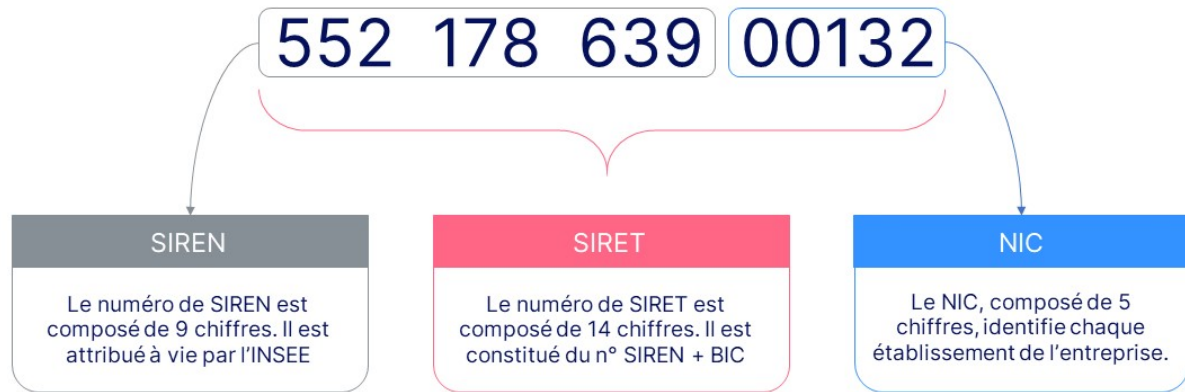 552 178 639 00132
SIREN
Le numéro de SIREN est
composé de 9 chiffres. Il est
attribué à vie par l'INSEE
SIRET
Le numéro de SIRET est
composé de 14 chiffres. Il est
constitué du n° SIREN + BIC
NIC
Le NIC, composé de 5
chiffres, identifie chaque
établissement de l'entreprise.